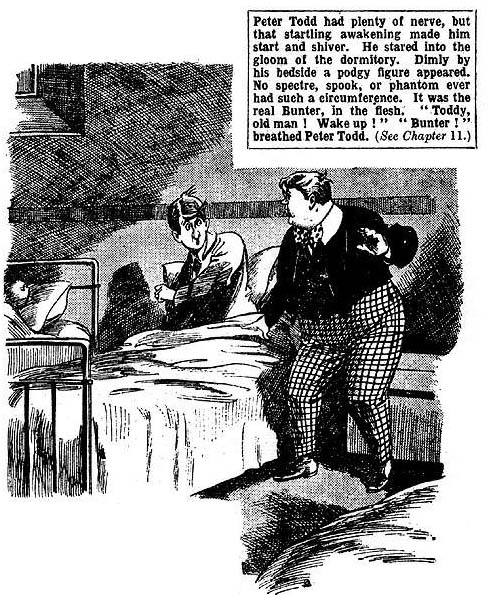 Peter Todd had plenty of nerve, but
that startling awakening made him
start and shiver. He stared into the
gloom of the dormitory. Dimly by
his bedside a podgy figure appeared.
No spectre, spook, or phantom ever
had such a circumference. It was the
real Bunter, in the flesh. "Toddy,
old man! Wake up!" "Bunter!"
breathed Peter Todd. (See Chapter 11.)